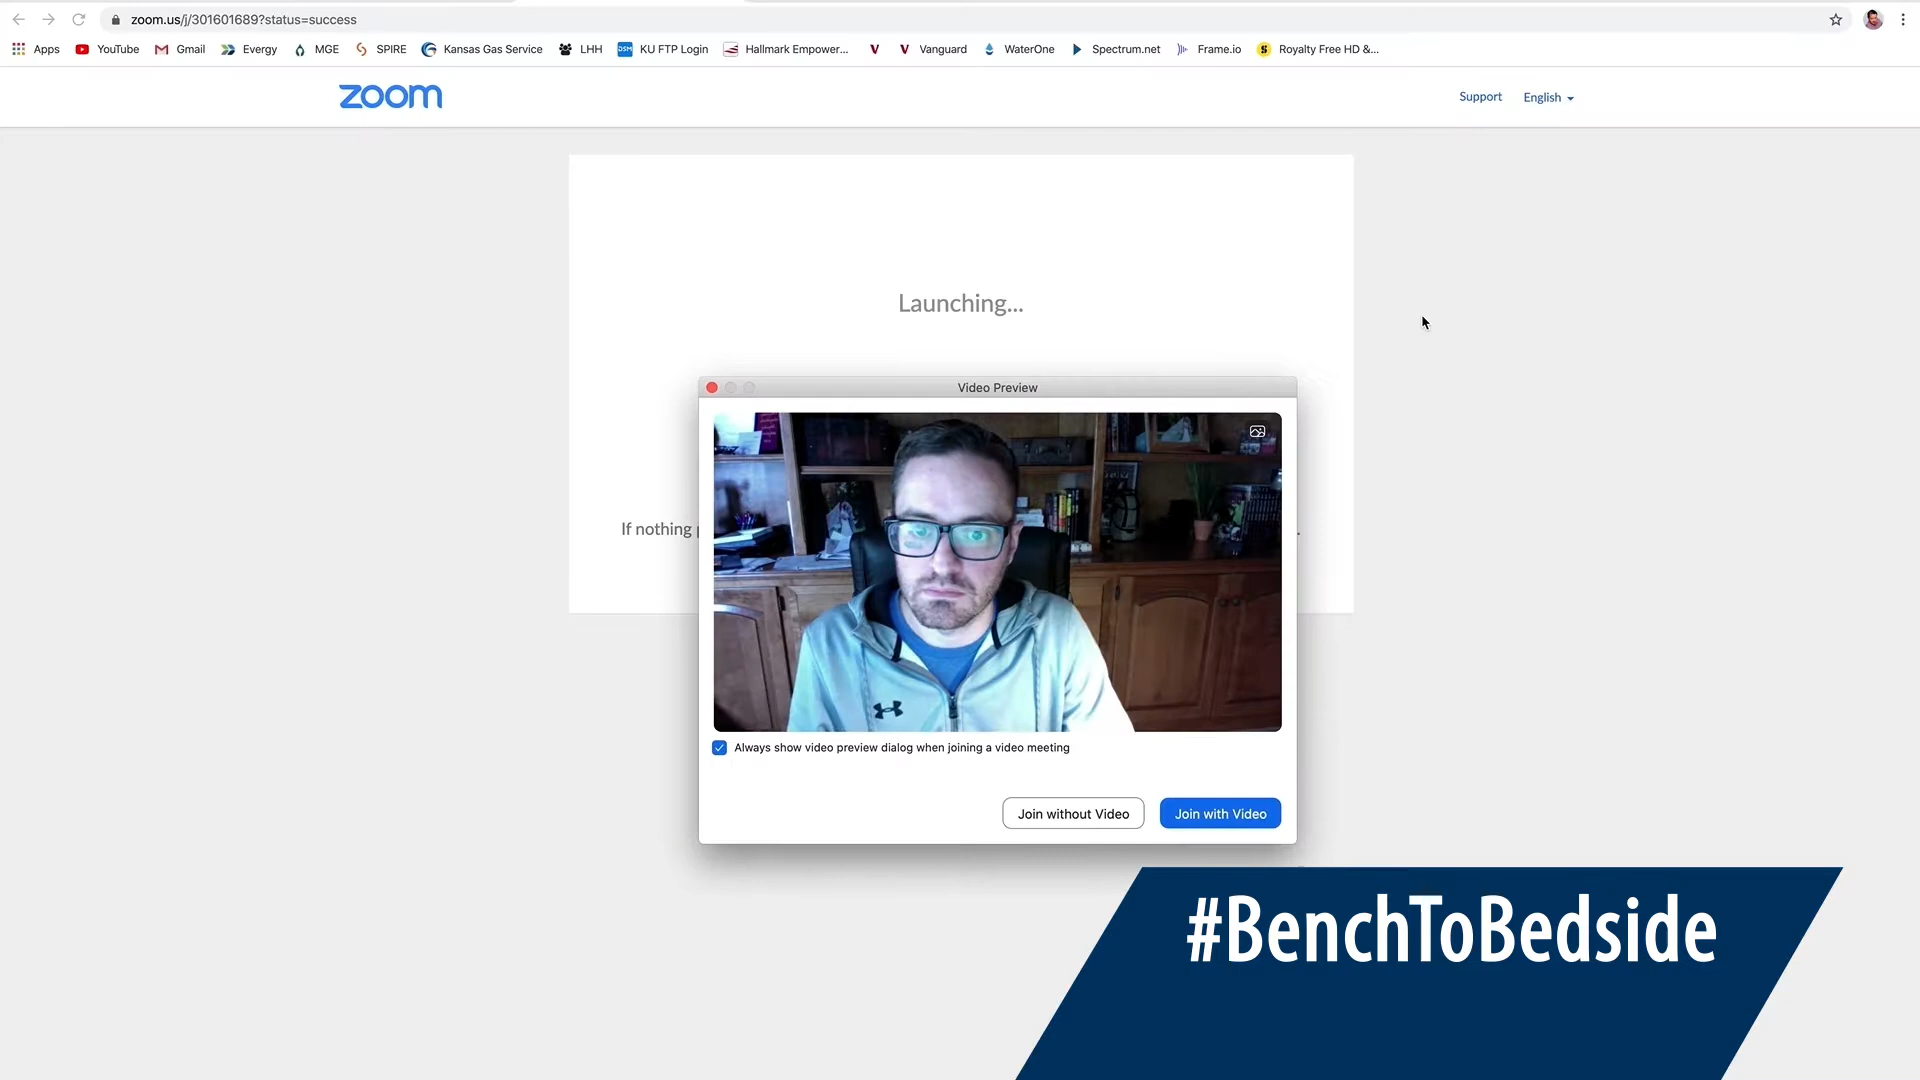 zoom.us/j/301601689?status=success
Apps YouTube Gmail Evergy MGE SPIRE Kansas Gas Service LHH KU FTP Login Hallmark Empower... Vanguard WaterOne Spectrum.net Frame.io Royalty Free HD &...
zoom
Support English
Launching...
If nothing
Video Preview
Always show video preview dialog when joining a video meeting
Join without Video Join with Video
#BenchToBedside